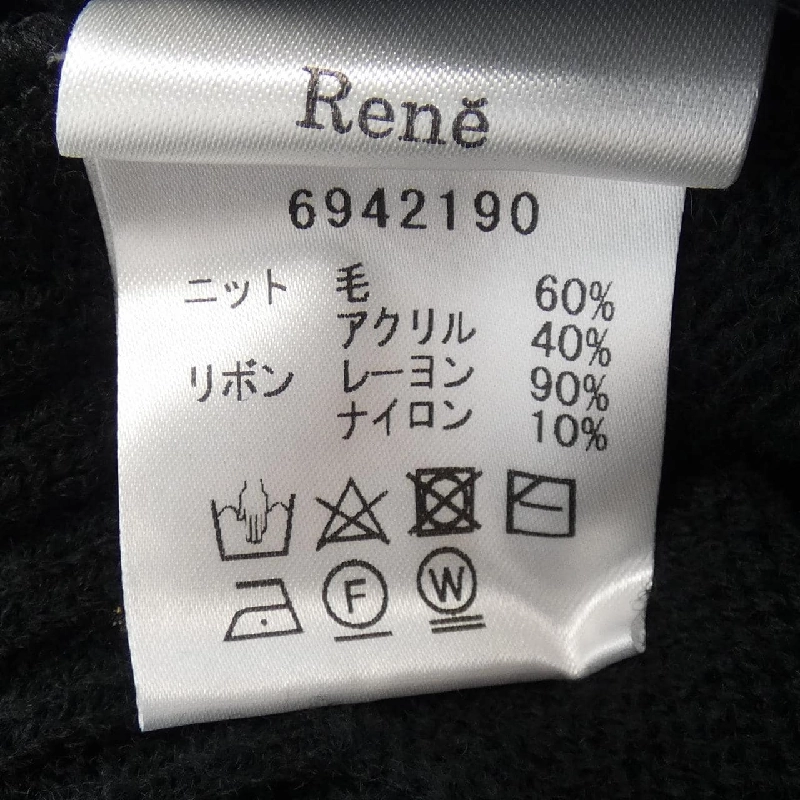 Renĕ
6942190
ニット 毛 60%
アクリル 40%
リボン レーヨン 90%
ナイロン 10%
F W